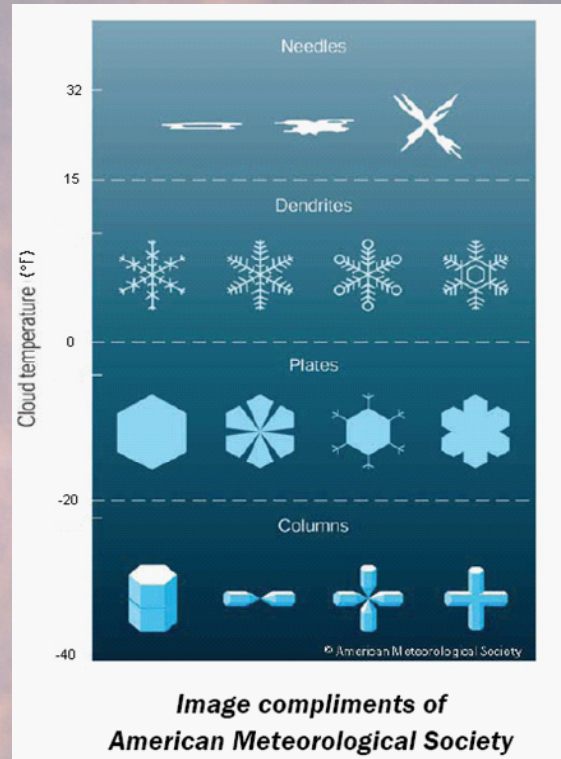 Needles
32
15
Dendrites
Cloud temperature (°F)
0
Plates
-20
Columns
-40
© American Meteorological Society
Image compliments of
American Meteorological Society